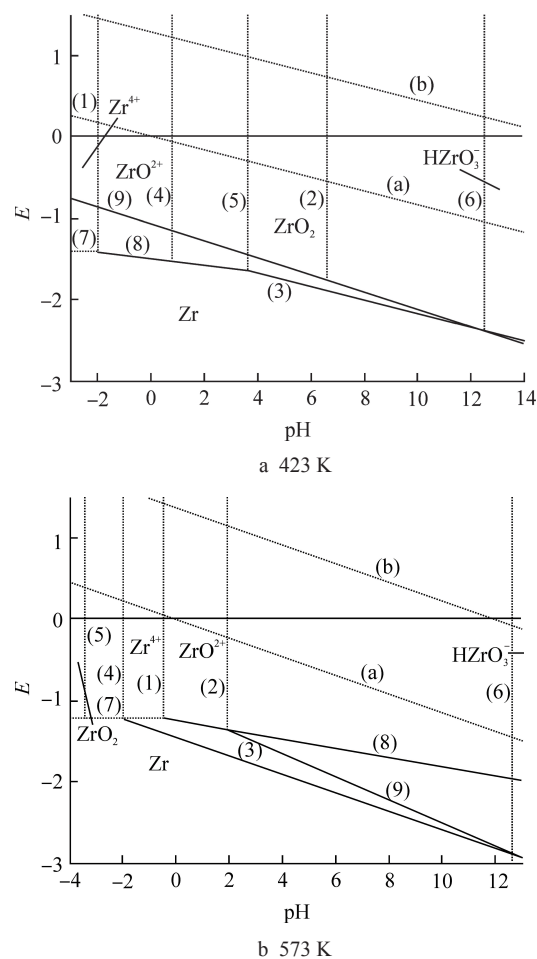 1
(b)
(1)
Zr⁴⁺
0
ZrO²⁺
HZrO₃⁻
(9)
(4)
(5)
(2)
(a)
(6)
E
−1
ZrO₂
(7)
(8)
(3)
−2
Zr
−3
−2 0 2 4 6 8 10 12 14
pH
a 423 K
1
(b)
0
(5)
Zr⁴⁺
ZrO²⁺
HZrO₃⁻
(4)
(1)
(2)
(a)
(6)
E
−1
(7)
ZrO₂
Zr
(3)
(8)
(9)
−2
−3
−4 −2 0 2 4 6 8 10 12
pH
b 573 K